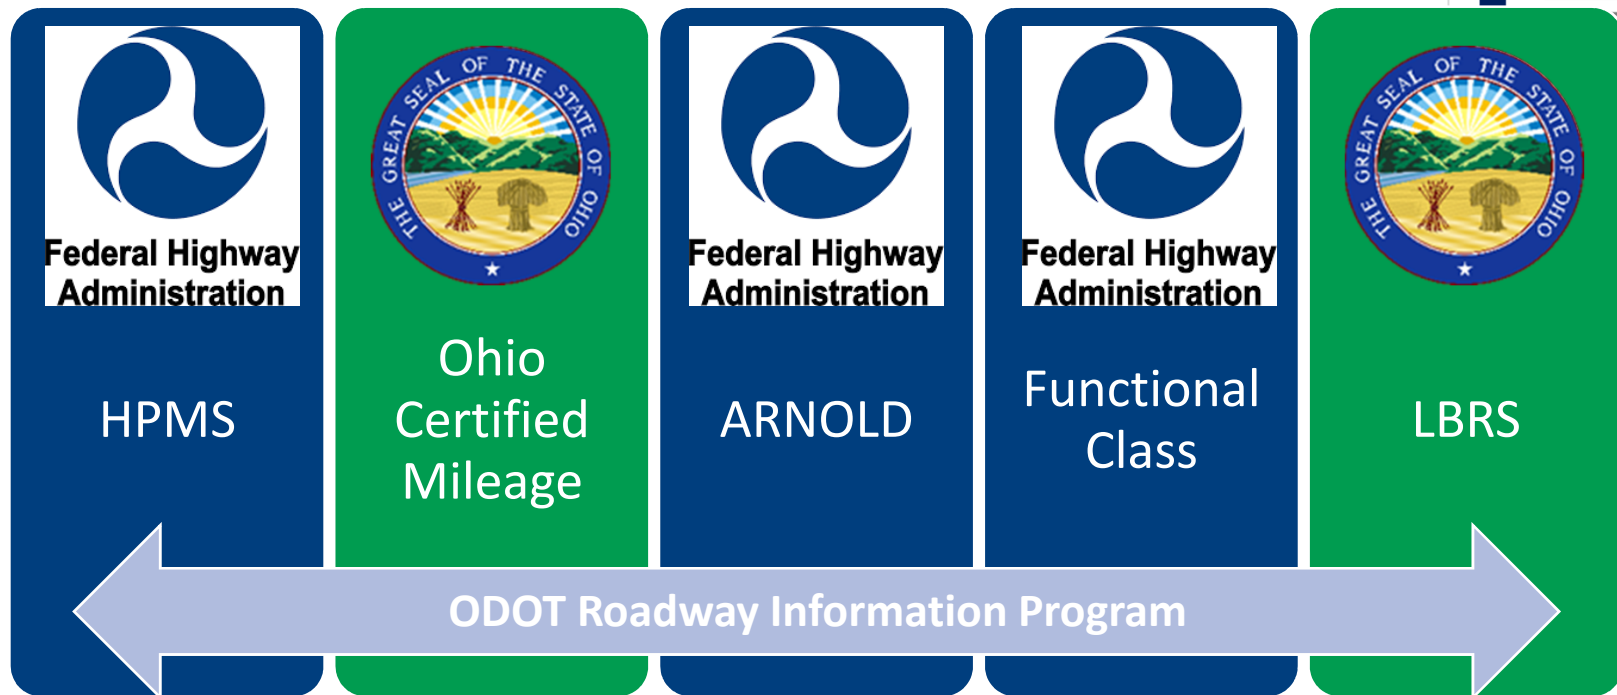 Federal Highway
Administration
HPMS
THE GREAT SEAL OF THE STATE OF OHIO
Ohio
Certified
Mileage
Federal Highway
Administration
ARNOLD
Federal Highway
Administration
Functional
Class
THE GREAT SEAL OF THE STATE OF OHIO
LBRS
ODOT Roadway Information Program